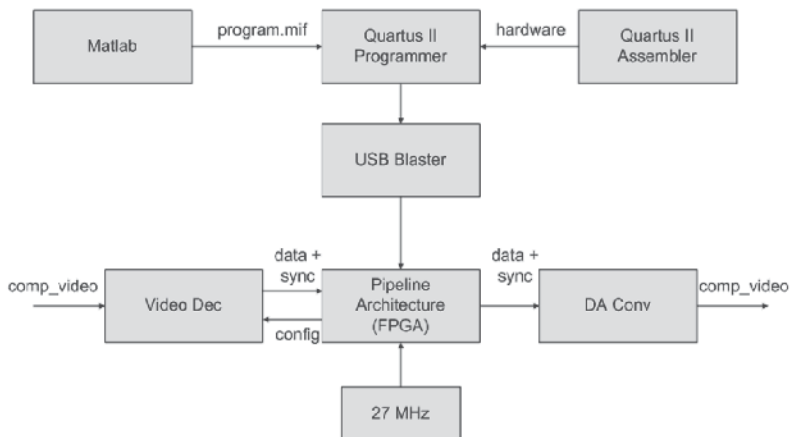 Matlab
program.mif
Quartus II
Programmer
hardware
Quartus II
Assembler
USB Blaster
comp_video
Video Dec
data +
sync
config
Pipeline
Architecture
(FPGA)
data +
sync
DA Conv
comp_video
27 MHz